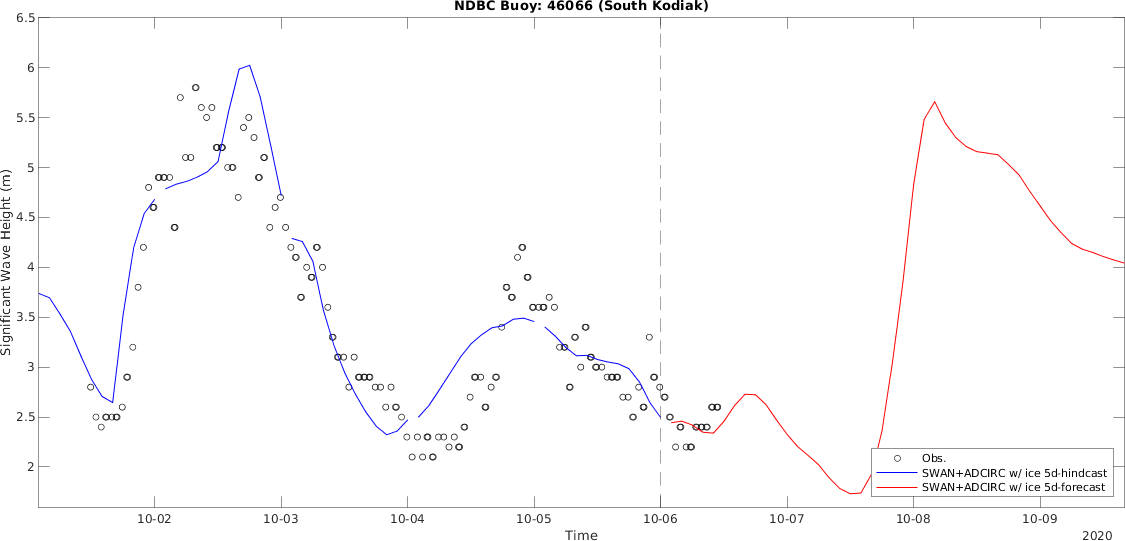 NDBC Buoy: 46066 (South Kodiak)
Significant Wave Height (m)
6.5
6
5.5
5
4.5
4
3.5
3
2.5
2
Obs.
SWAN+ADCIRC w/ ice 5d-hindcast
SWAN+ADCIRC w/ ice 5d-forecast
10-02 10-03 10-04 10-05 10-06 10-07 10-08 10-09
Time
2020